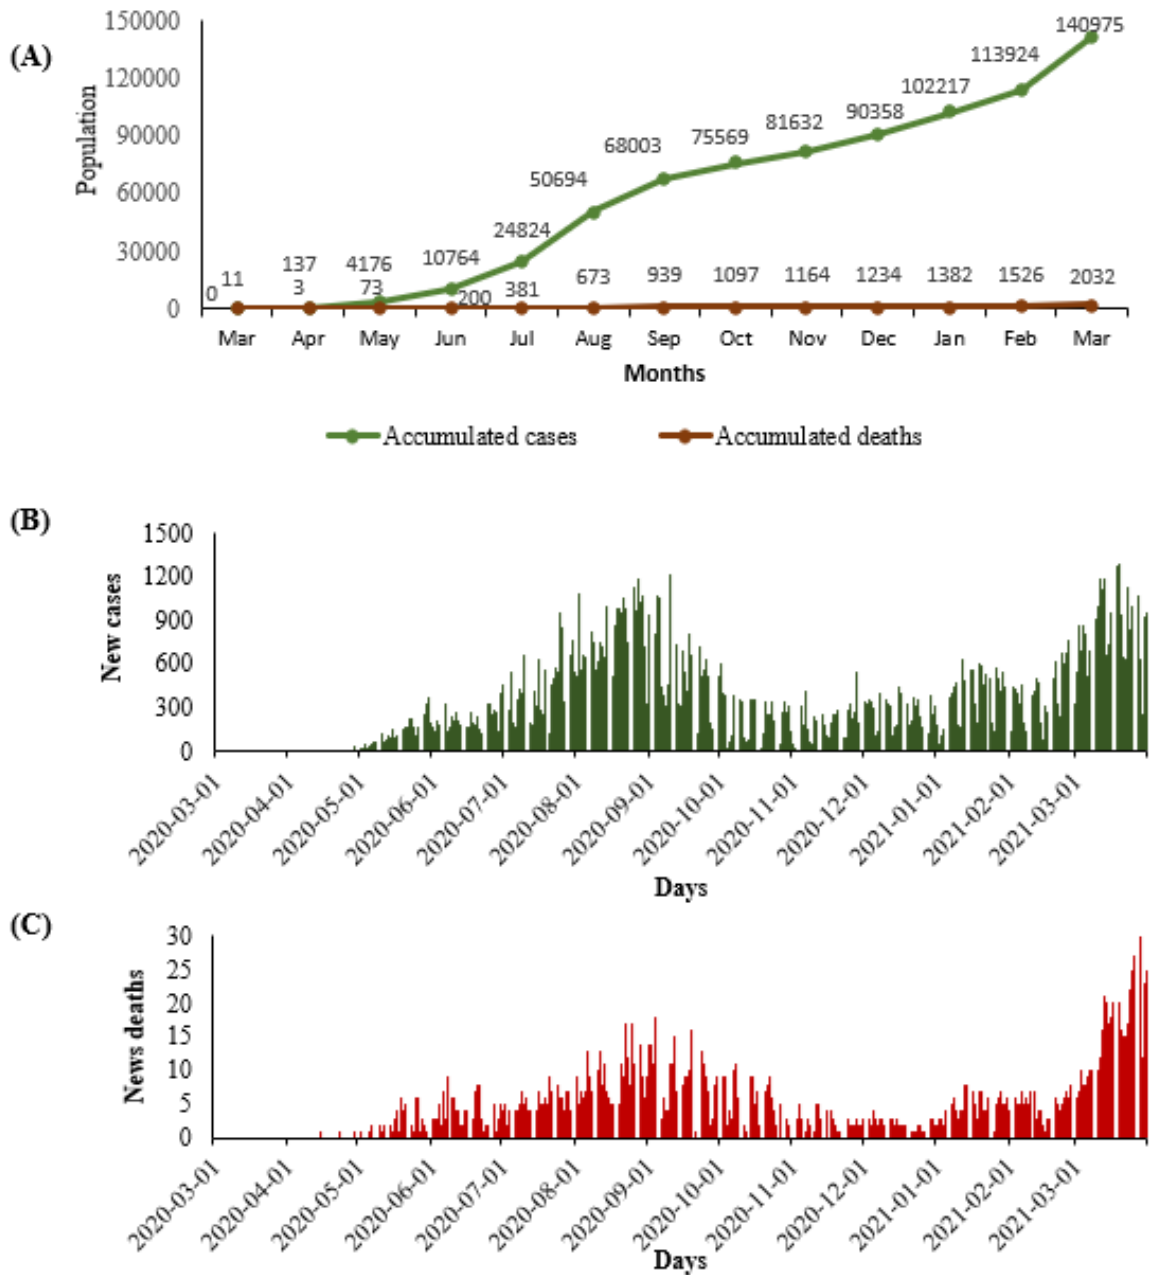 (A)
Population
150000
120000
90000
60000
30000
0
0 11 137 4176 10764 24824 50694 68003 75569 81632 90358 102217 113924 140975
3 73 200 381 673 939 1097 1164 1234 1382 1526 2032
Mar Apr May Jun Jul Aug Sep Oct Nov Dec Jan Feb Mar
Months
Accumulated cases Accumulated deaths
(B)
New cases
1500
1200
900
600
300
0
2020-03-01 2020-04-01 2020-05-01 2020-06-01 2020-07-01 2020-08-01 2020-09-01 2020-10-01 2020-11-01 2020-12-01 2021-01-01 2021-02-01 2021-03-01
Days
(C)
News deaths
30
25
20
15
10
5
0
2020-03-01 2020-04-01 2020-05-01 2020-06-01 2020-07-01 2020-08-01 2020-09-01 2020-10-01 2020-11-01 2020-12-01 2021-01-01 2021-02-01 2021-03-01
Days